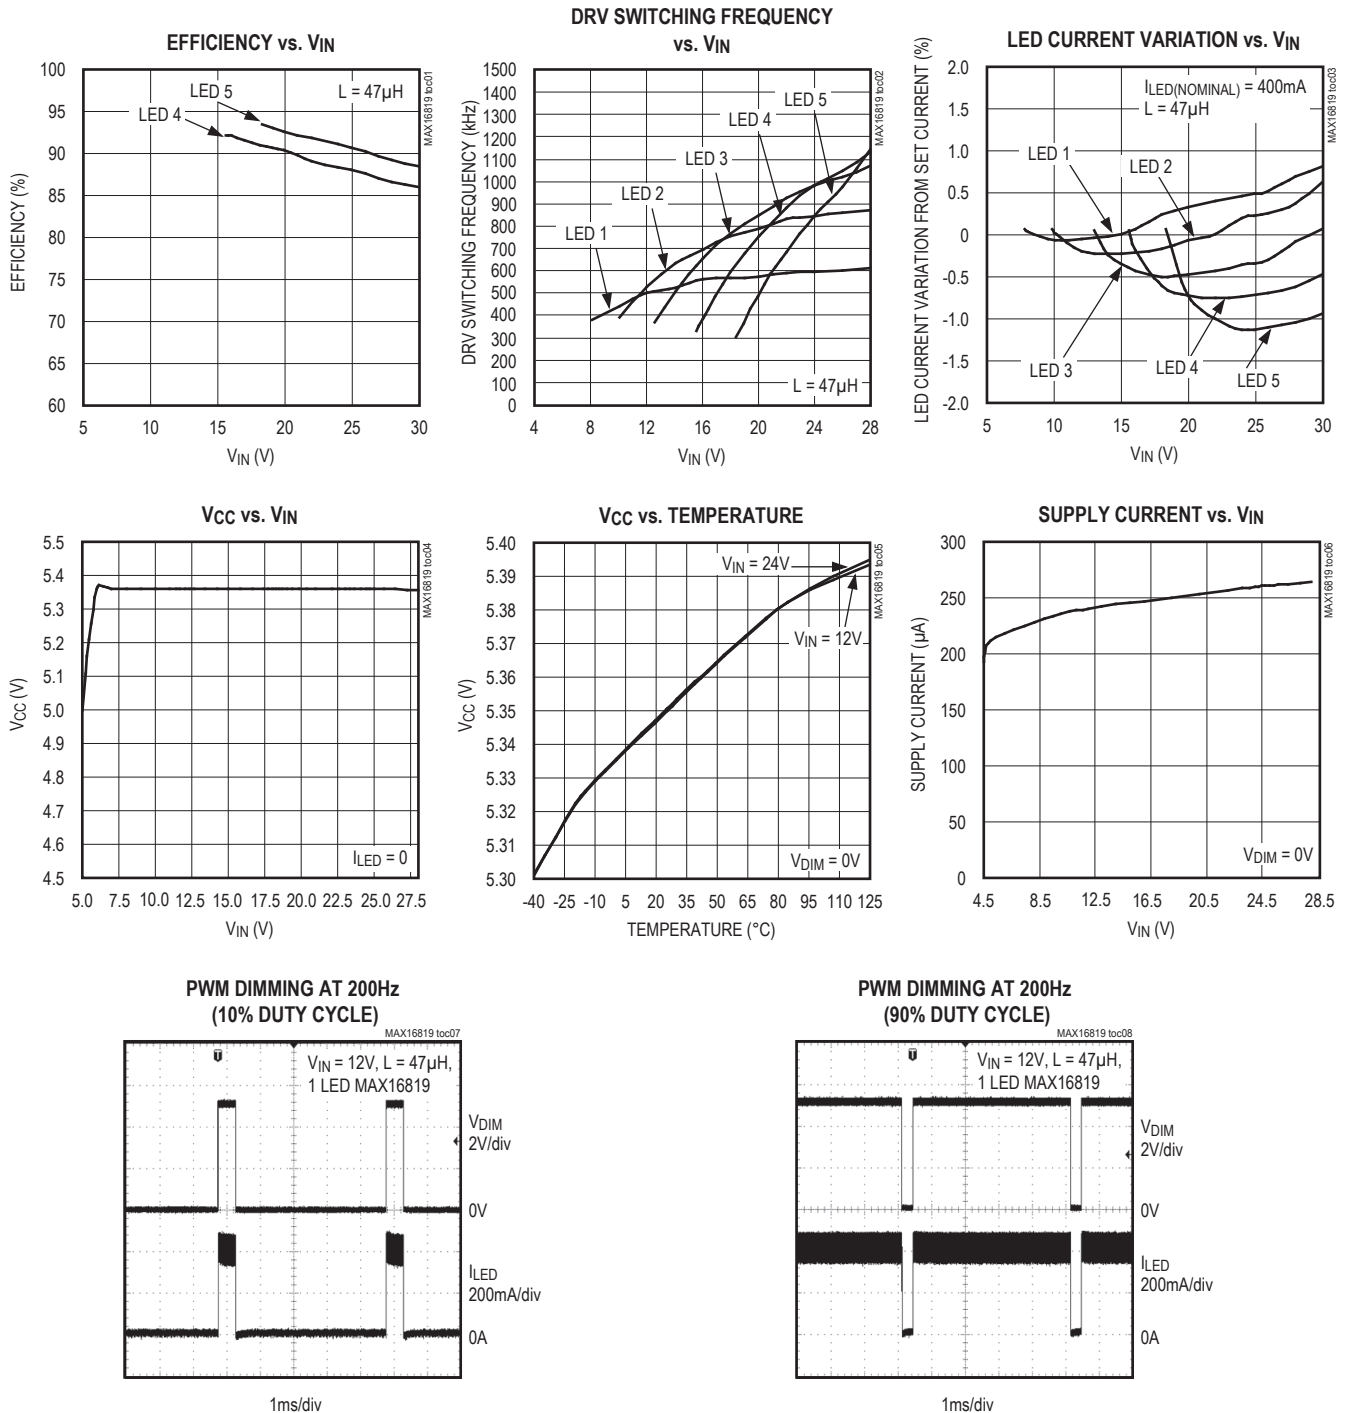 EFFICIENCY vs. VIN
100
95
90
85
80
75
70
65
60
5 10 15 20 25 30
EFFICIENCY (%)
VIN (V)
LED 5
LED 4
L = 47µH
MAX16819 toc01
DRV SWITCHING FREQUENCY
vs. VIN
1500
1400
1300
1200
1100
1000
900
800
700
600
500
400
300
200
100
0
4 8 12 16 20 24 28
DRV SWITCHING FREQUENCY (kHz)
VIN (V)
LED 5
LED 4
LED 3
LED 2
LED 1
L = 47µH
MAX16819 toc02
LED CURRENT VARIATION vs. VIN
2.0
1.5
1.0
0.5
0
-0.5
-1.0
-1.5
-2.0
5 10 15 20 25 30
LED CURRENT VARIATION FROM SET CURRENT (%)
VIN (V)
ILED(NOMINAL) = 400mA
L = 47µH
LED 1
LED 2
LED 3
LED 4
LED 5
MAX16819 toc03
VCC vs. VIN
5.5
5.4
5.3
5.2
5.1
5.0
4.9
4.8
4.7
4.6
4.5
5.0 7.5 10.0 12.5 15.0 17.5 20.0 22.5 25.0 27.5
VCC (V)
VIN (V)
ILED = 0
MAX16819 toc04
VCC vs. TEMPERATURE
5.40
5.39
5.38
5.37
5.36
5.35
5.34
5.33
5.32
5.31
5.30
-40 -25 -10 5 20 35 50 65 80 95 110 125
VCC (V)
TEMPERATURE (°C)
VIN = 24V
VIN = 12V
VDIM = 0V
MAX16819 toc05
SUPPLY CURRENT vs. VIN
300
250
200
150
100
50
0
4.5 8.5 12.5 16.5 20.5 24.5 28.5
SUPPLY CURRENT (µA)
VIN (V)
VDIM = 0V
MAX16819 toc06
PWM DIMMING AT 200Hz
(10% DUTY CYCLE)
MAX16819 toc07
T
VIN = 12V, L = 47µH,
1 LED MAX16819
VDIM
2V/div
0V
ILED
200mA/div
0A
1ms/div
PWM DIMMING AT 200Hz
(90% DUTY CYCLE)
MAX16819 toc08
T
VIN = 12V, L = 47µH,
1 LED MAX16819
VDIM
2V/div
0V
ILED
200mA/div
0A
1ms/div